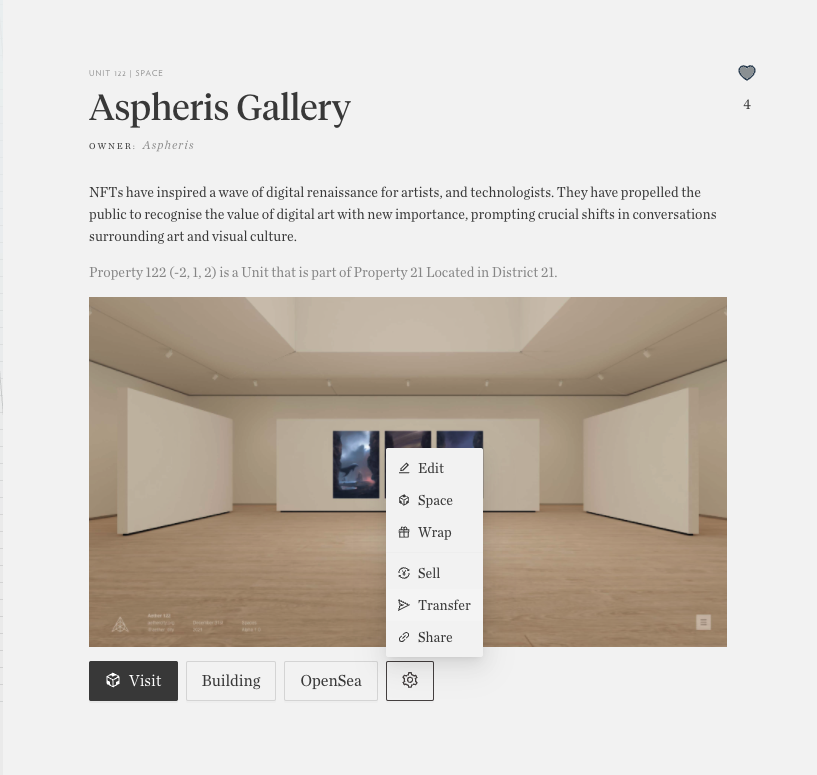 UNIT 122 | SPACE
4
Aspheris Gallery
OWNER: Aspheris
NFTs have inspired a wave of digital renaissance for artists, and technologists. They have propelled the
public to recognise the value of digital art with new importance, prompting crucial shifts in conversations
surrounding art and visual culture.
Property 122 (-2, 1, 2) is a Unit that is part of Property 21 Located in District 21.
Edit
Space
Wrap
Sell
Transfer
Share
Visit
Building
OpenSea